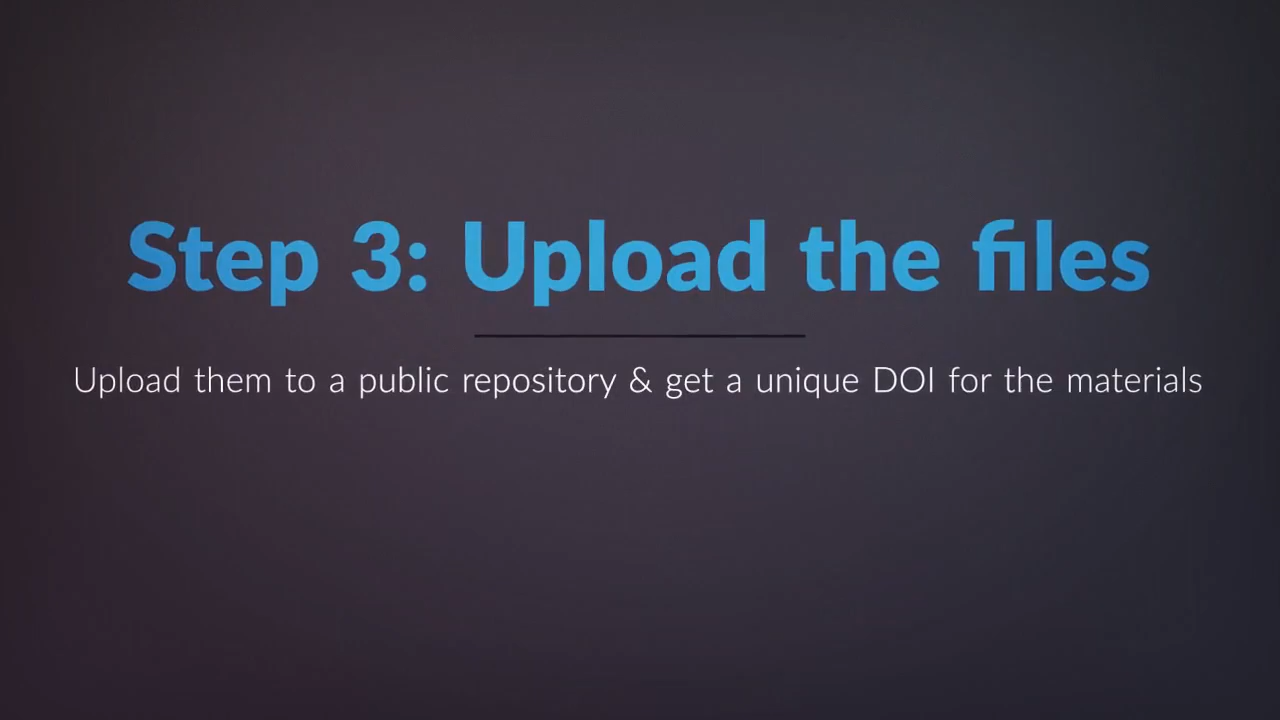 Step 3: Upload the files
Upload them to a public repository & get a unique DOI for the materials